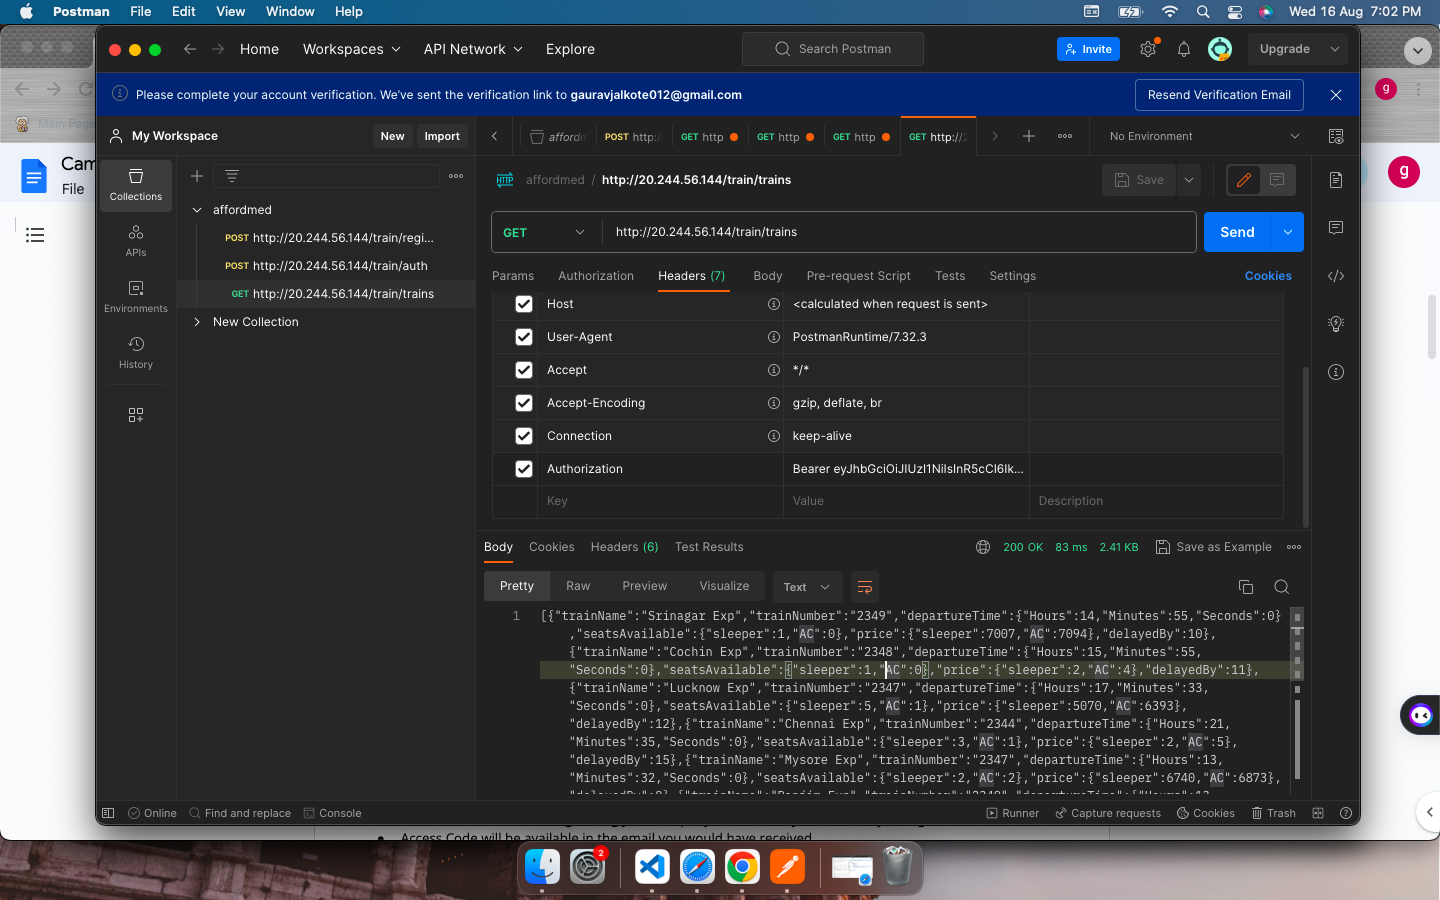 Postman File Edit View Window Help Wed 16 Aug 7:02 PM
Home Workspaces API Network Explore Search Postman Invite Upgrade
Please complete your account verification. We've sent the verification link to gauravjalkote012@gmail.com Resend Verification Email
g
Main Page
My Workspace New Import
affordm POST http: GET http GET http GET http GET http://2 No Environment
Cam
File
g
Collections
APIs
Environments
History
affordmed
POST http://20.244.56.144/train/regi...
POST http://20.244.56.144/train/auth
GET http://20.244.56.144/train/trains
New Collection
HTTP affordmed / http://20.244.56.144/train/trains Save
GET http://20.244.56.144/train/trains Send
Params Authorization Headers (7) Body Pre-request Script Tests Settings Cookies
Host <calculated when request is sent>
User-Agent PostmanRuntime/7.32.3
Accept */*
Accept-Encoding gzip, deflate, br
Connection keep-alive
Authorization Bearer eyJhbGciOiJIUzI1NiIsInR5cCI6Ik...
Key Value Description
Body Cookies Headers (6) Test Results 200 OK 83 ms 2.41 KB Save as Example
Pretty Raw Preview Visualize Text
1 [{"trainName":"Srinagar Exp","trainNumber":"2349","departureTime":{"Hours":14,"Minutes":55,"Seconds":0}
,"seatsAvailable":{"sleeper":1,"AC":0},"price":{"sleeper":7007,"AC":7094},"delayedBy":10},
{"trainName":"Cochin Exp","trainNumber":"2348","departureTime":{"Hours":15,"Minutes":55,
"Seconds":0},"seatsAvailable":{"sleeper":1,"AC":0},"price":{"sleeper":2,"AC":4},"delayedBy":11},
{"trainName":"Lucknow Exp","trainNumber":"2347","departureTime":{"Hours":17,"Minutes":33,
"Seconds":0},"seatsAvailable":{"sleeper":5,"AC":1},"price":{"sleeper":5070,"AC":6393},
"delayedBy":12},{"trainName":"Chennai Exp","trainNumber":"2344","departureTime":{"Hours":21,
"Minutes":35,"Seconds":0},"seatsAvailable":{"sleeper":3,"AC":1},"price":{"sleeper":2,"AC":5},
"delayedBy":15},{"trainName":"Mysore Exp","trainNumber":"2347","departureTime":{"Hours":13,
"Minutes":32,"Seconds":0},"seatsAvailable":{"sleeper":2,"AC":2},"price":{"sleeper":6740,"AC":6873},
Online Find and replace Console Runner Capture requests Cookies Trash
Access Code will be available in the email you would have received
2